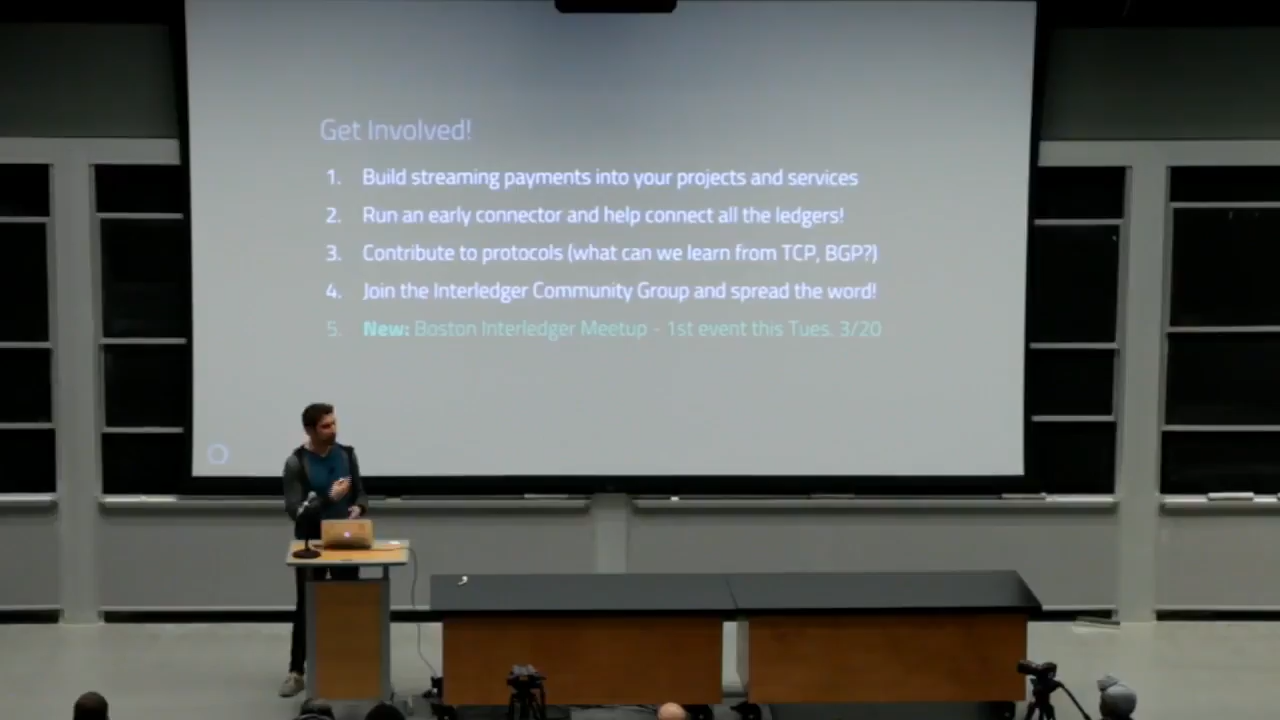 Get Involved!
1. Build streaming payments into your projects and services
2. Run an early connector and help connect all the ledgers!
3. Contribute to protocols (what can we learn from TCP, BGP?)
4. Join the Interledger Community Group and spread the word!
5. New: Boston Interledger Meetup - 1st event this Tues. 3/20